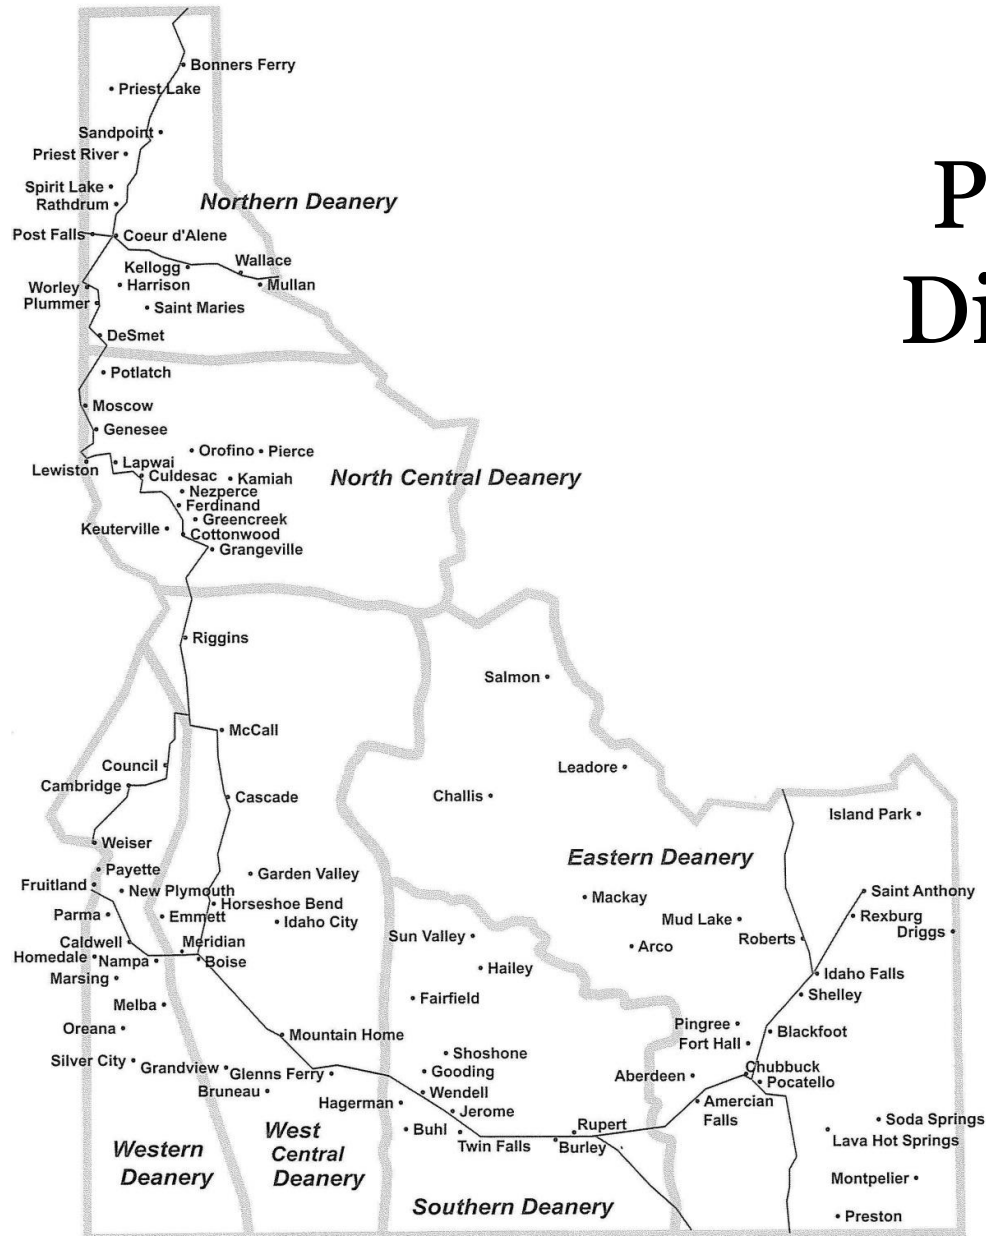 Bonners Ferry
Priest Lake
P
Sandpoint
Priest River
Spirit Lake
Northern Deanery
Rathdrum
Post Falls
Coeur d'Alene
Di
Wallace
Kellogg
Worley
Harrison
Mullan
Plummer
Saint Maries
DeSmet
Potlatch
Moscow
Genesee
Orofino
Pierce
Lewiston
Lapwai
Culdesac
Kamiah
North Central Deanery
Nezperce
Ferdinand
Greencreek
Keuterville
Cottonwood
Grangeville
Riggins
Salmon
McCall
Council
Leadore
Cambridge
Cascade
Challis
Island Park
Weiser
Eastern Deanery
Payette
Garden Valley
Fruitland
New Plymouth
Mackay
Saint Anthony
Horseshoe Bend
Parma
Emmett
Idaho City
Mud Lake
Rexburg
Driggs
Caldwell
Meridian
Sun Valley
Arco
Roberts
Homedale
Nampa
Boise
Marsing
Hailey
Idaho Falls
Melba
Fairfield
Shelley
Oreana
Mountain Home
Pingree
Blackfoot
Fort Hall
Silver City
Grandview
Glenns Ferry
Shoshone
Gooding
Aberdeen
Chubbuck
Pocatello
Bruneau
Hagerman
Wendell
Jerome
Amercian
Falls
Buhl
Twin Falls
Rupert
Burley
Soda Springs
Lava Hot Springs
Western
Deanery
West
Central
Deanery
Montpelier
Southern Deanery
Preston